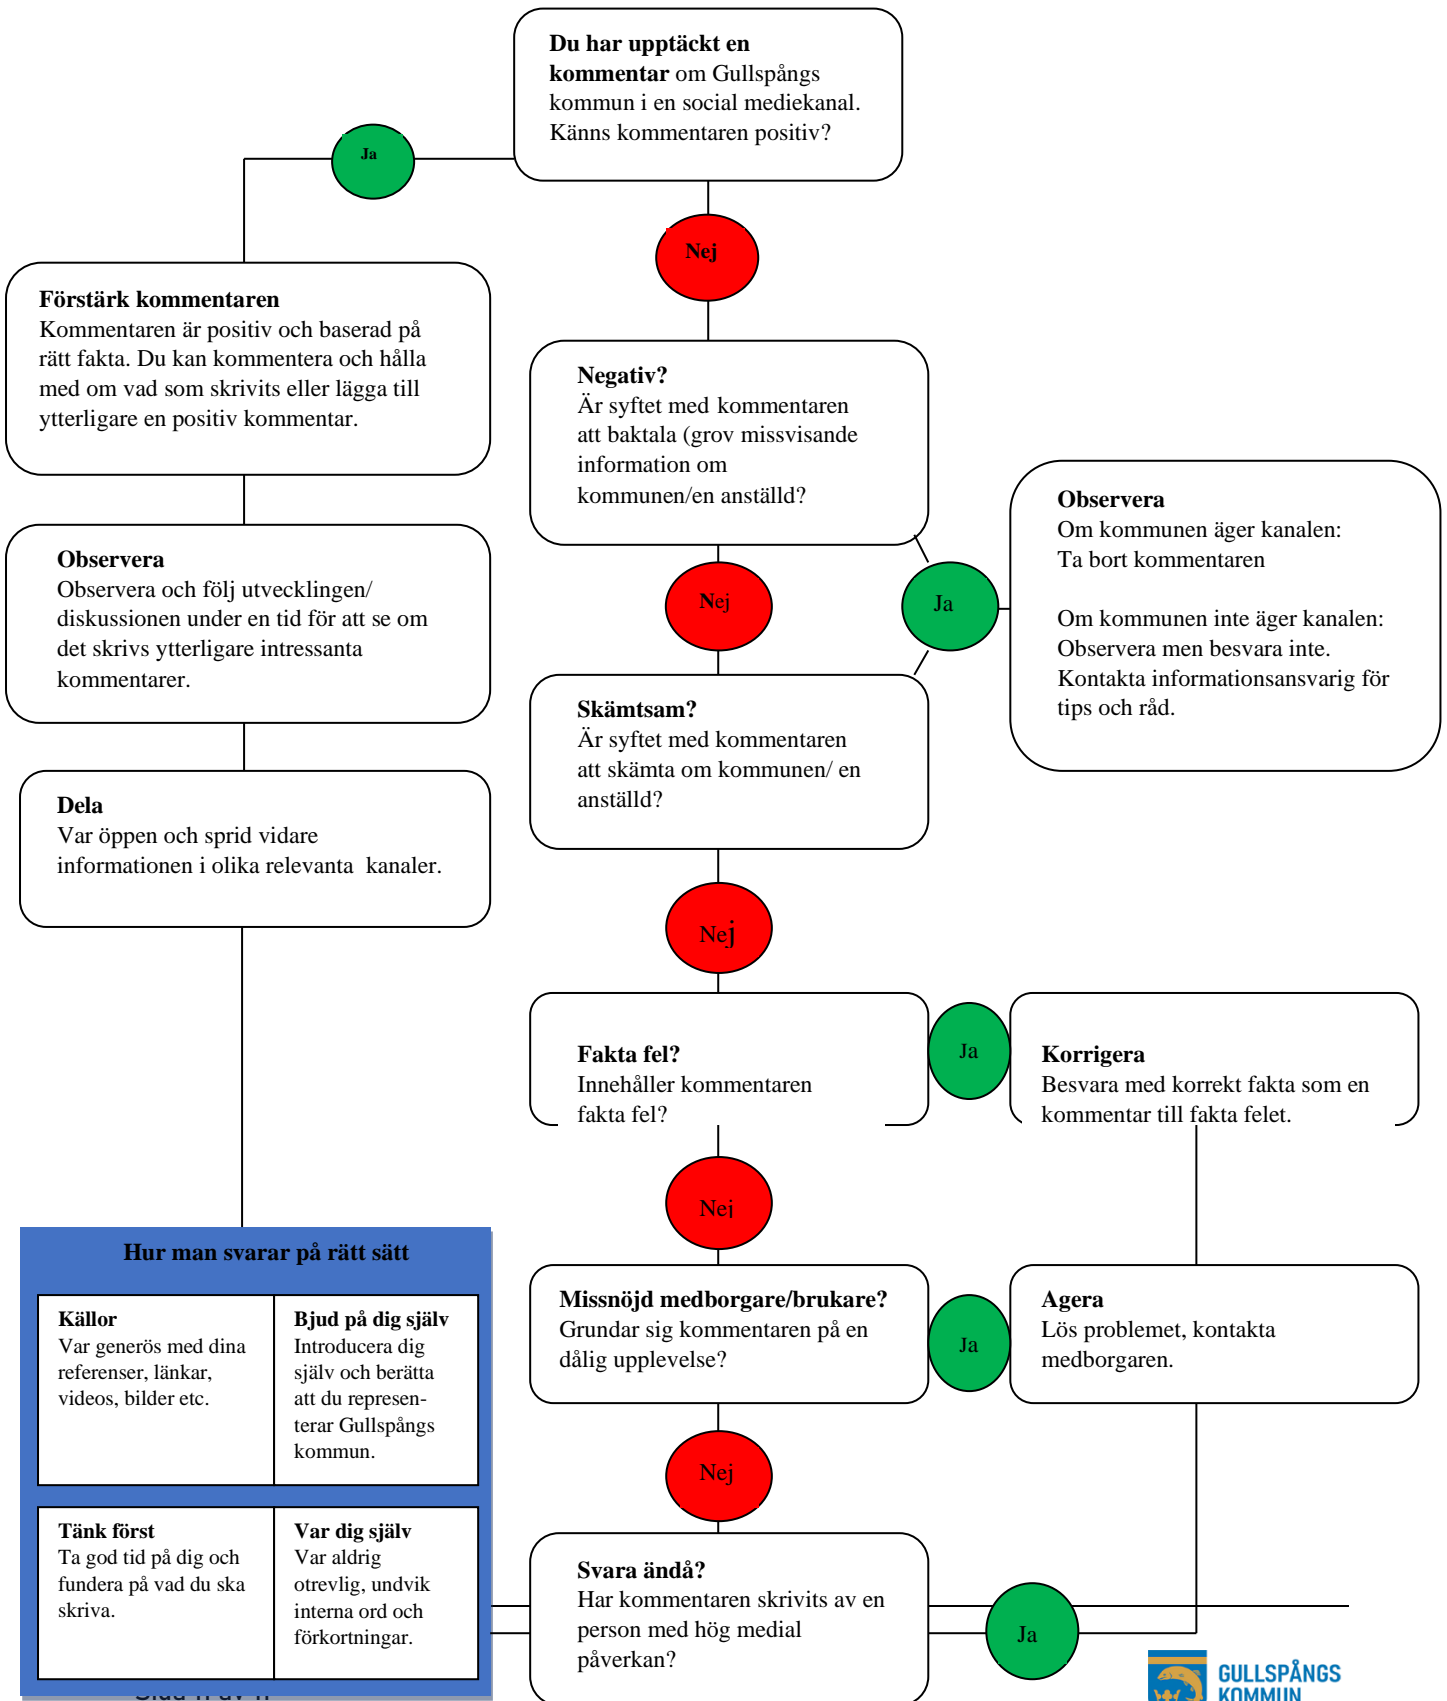 Du har upptäckt en
kommentar om Gullspångs
kommun i en social mediekanal.
Känns kommentaren positiv?
Ja
Nej
Förstärk kommentaren
Kommentaren är positiv och baserad på
rätt fakta. Du kan kommentera och hålla
med om vad som skrivits eller lägga till
ytterligare en positiv kommentar.
Negativ?
Är syftet med kommentaren
att baktala (grov missvisande
information om
kommunen/en anställd?
Observera
Om kommunen äger kanalen:
Ta bort kommentaren
Om kommunen inte äger kanalen:
Observera men besvara inte.
Kontakta informationsansvarig för
tips och råd.
Observera
Observera och följ utvecklingen/
diskussionen under en tid för att se om
det skrivs ytterligare intressanta
kommentarer.
Nej
Ja
Skämtsam?
Är syftet med kommentaren
att skämta om kommunen/ en
anställd?
Dela
Var öppen och sprid vidare
informationen i olika relevanta kanaler.
Nej
Fakta fel?
Innehåller kommentaren
fakta fel?
Ja
Korrigera
Besvara med korrekt fakta som en
kommentar till fakta felet.
Nej
Hur man svarar på rätt sätt
Källor
Var generös med dina
referenser, länkar,
videos, bilder etc.
Bjud på dig själv
Introducera dig
själv och berätta
att du represen-
terar Gullspångs
kommun.
Missnöjd medborgare/brukare?
Grundar sig kommentaren på en
dålig upplevelse?
Ja
Agera
Lös problemet, kontakta
medborgaren.
Nej
Tänk först
Ta god tid på dig och
fundera på vad du ska
skriva.
Var dig själv
Var aldrig
otrevlig, undvik
interna ord och
förkortningar.
Svara ändå?
Har kommentaren skrivits av en
person med hög medial
påverkan?
Ja
GULLSPÅNGS
KOMMUN